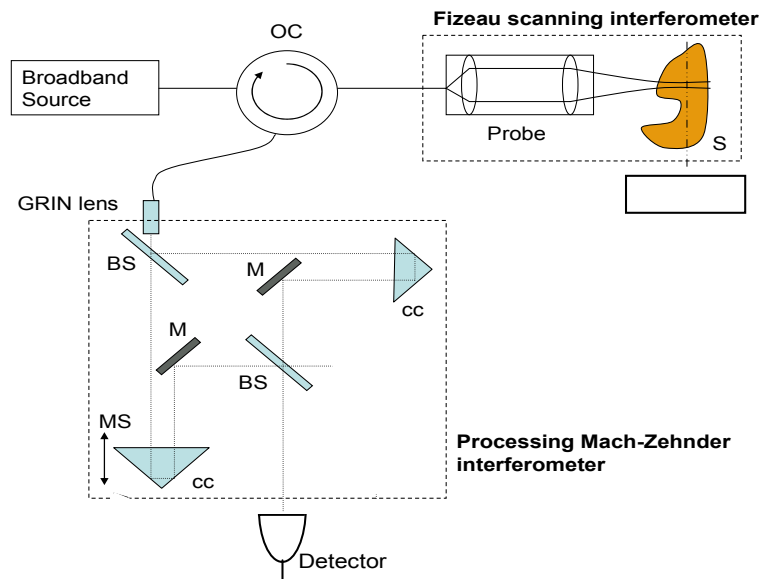 Fizeau scanning interferometer
OC
Broadband
Source
Probe
S
GRIN lens
BS
M
cc
M
BS
MS
cc
Processing Mach-Zehnder
interferometer
Detector